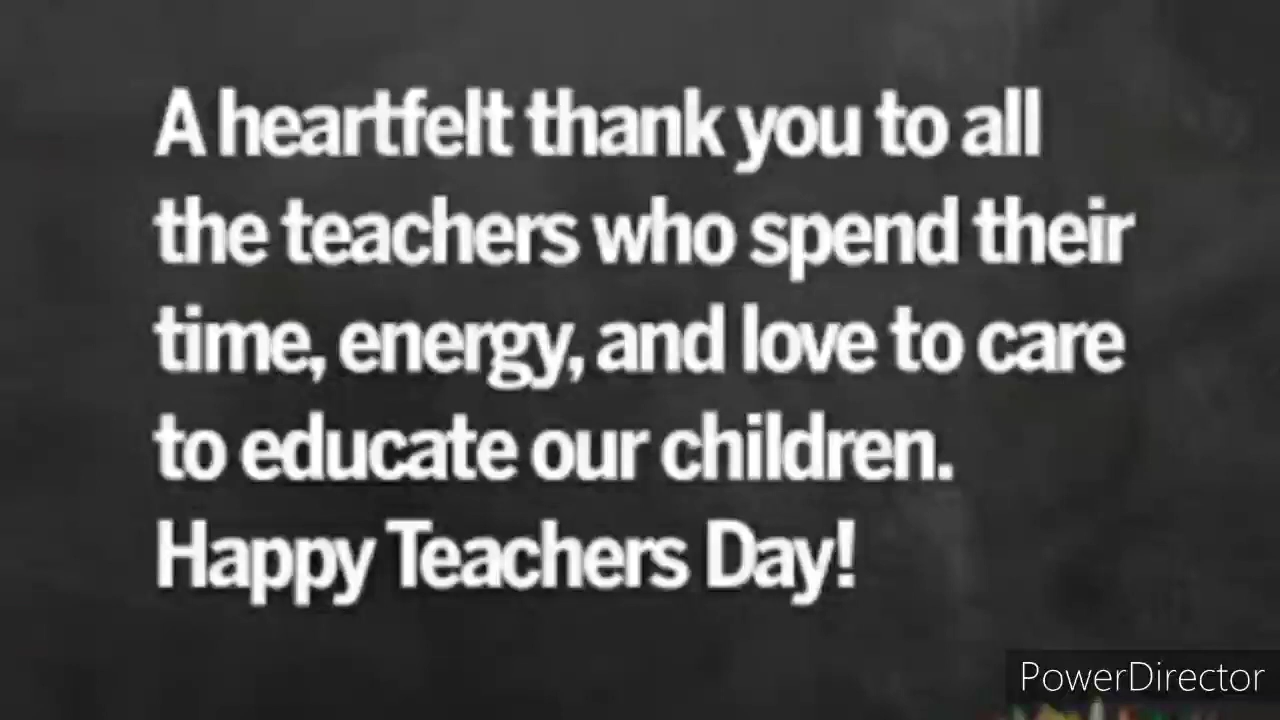 A heartfelt thank you to all
the teachers who spend their
time, energy, and love to care
to educate our children.
Happy Teachers Day!
PowerDirector